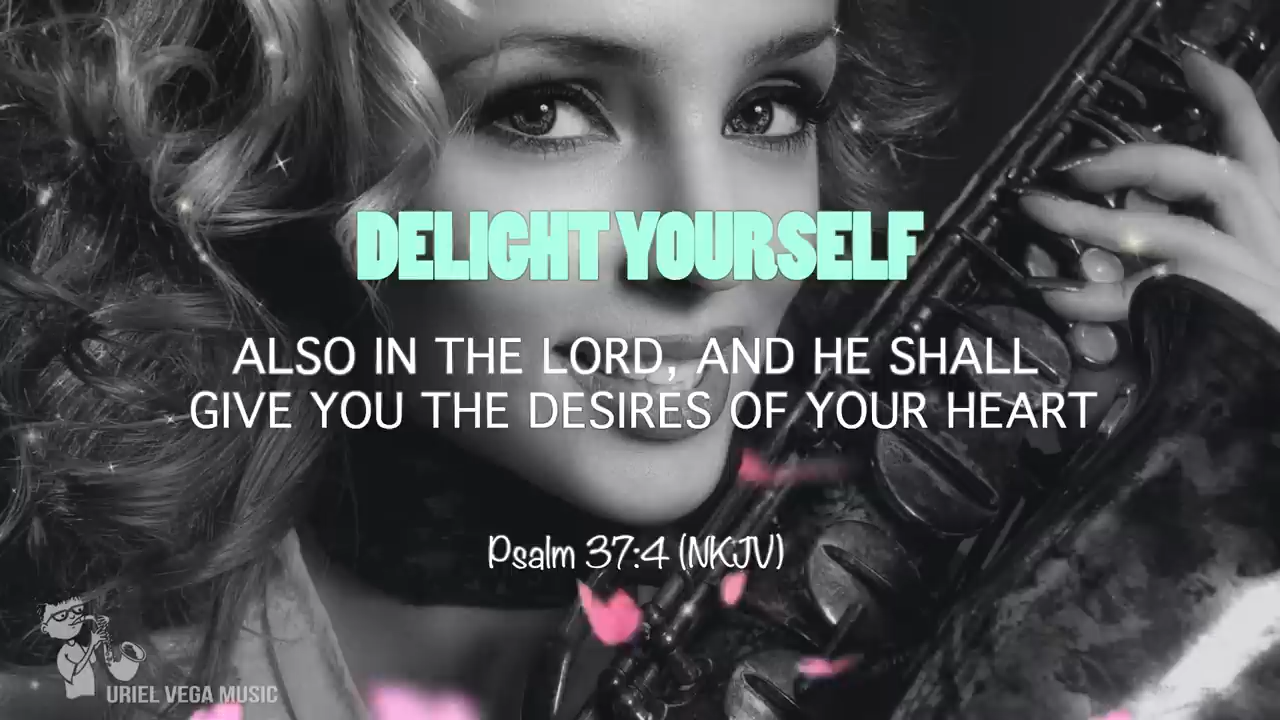 DELIGHT YOURSELF
ALSO IN THE LORD, AND HE SHALL
GIVE YOU THE DESIRES OF YOUR HEART
Psalm 37:4 (NKJV)
URIEL VEGA MUSIC